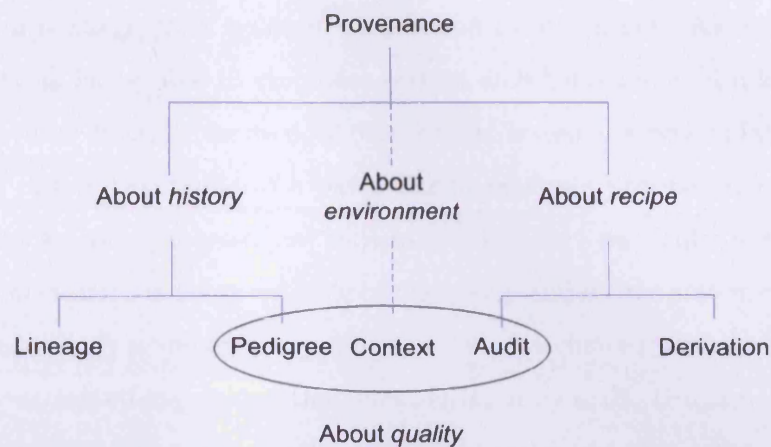 Provenance
About history
About
environment
About recipe
Lineage
Pedigree
Context
Audit
Derivation
About quality